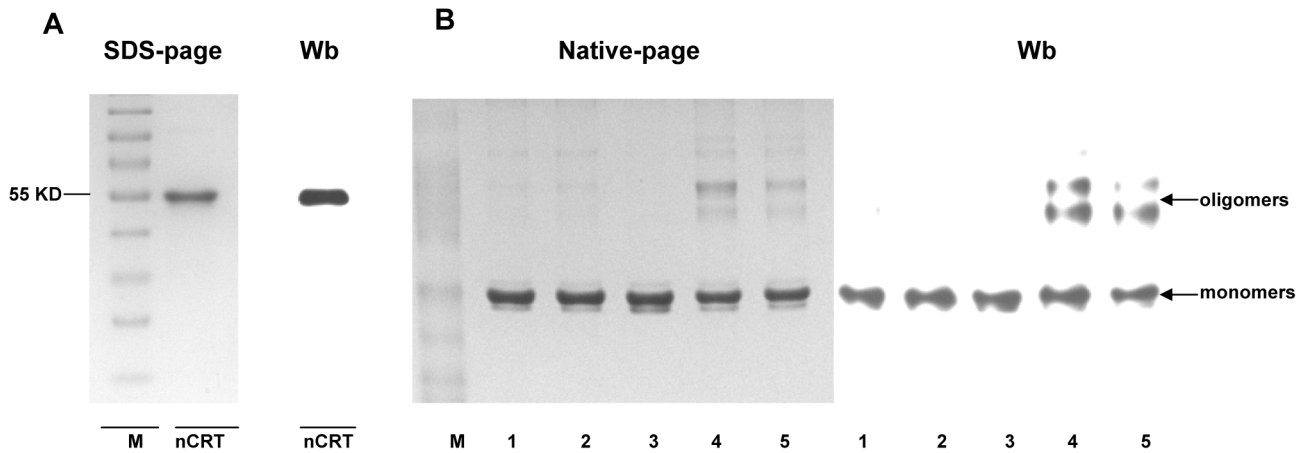 A
SDS-page
Wb
55 KD
M
nCRT
nCRT
B
Native-page
Wb
oligomers
monomers
M 1 2 3 4 5 1 2 3 4 5